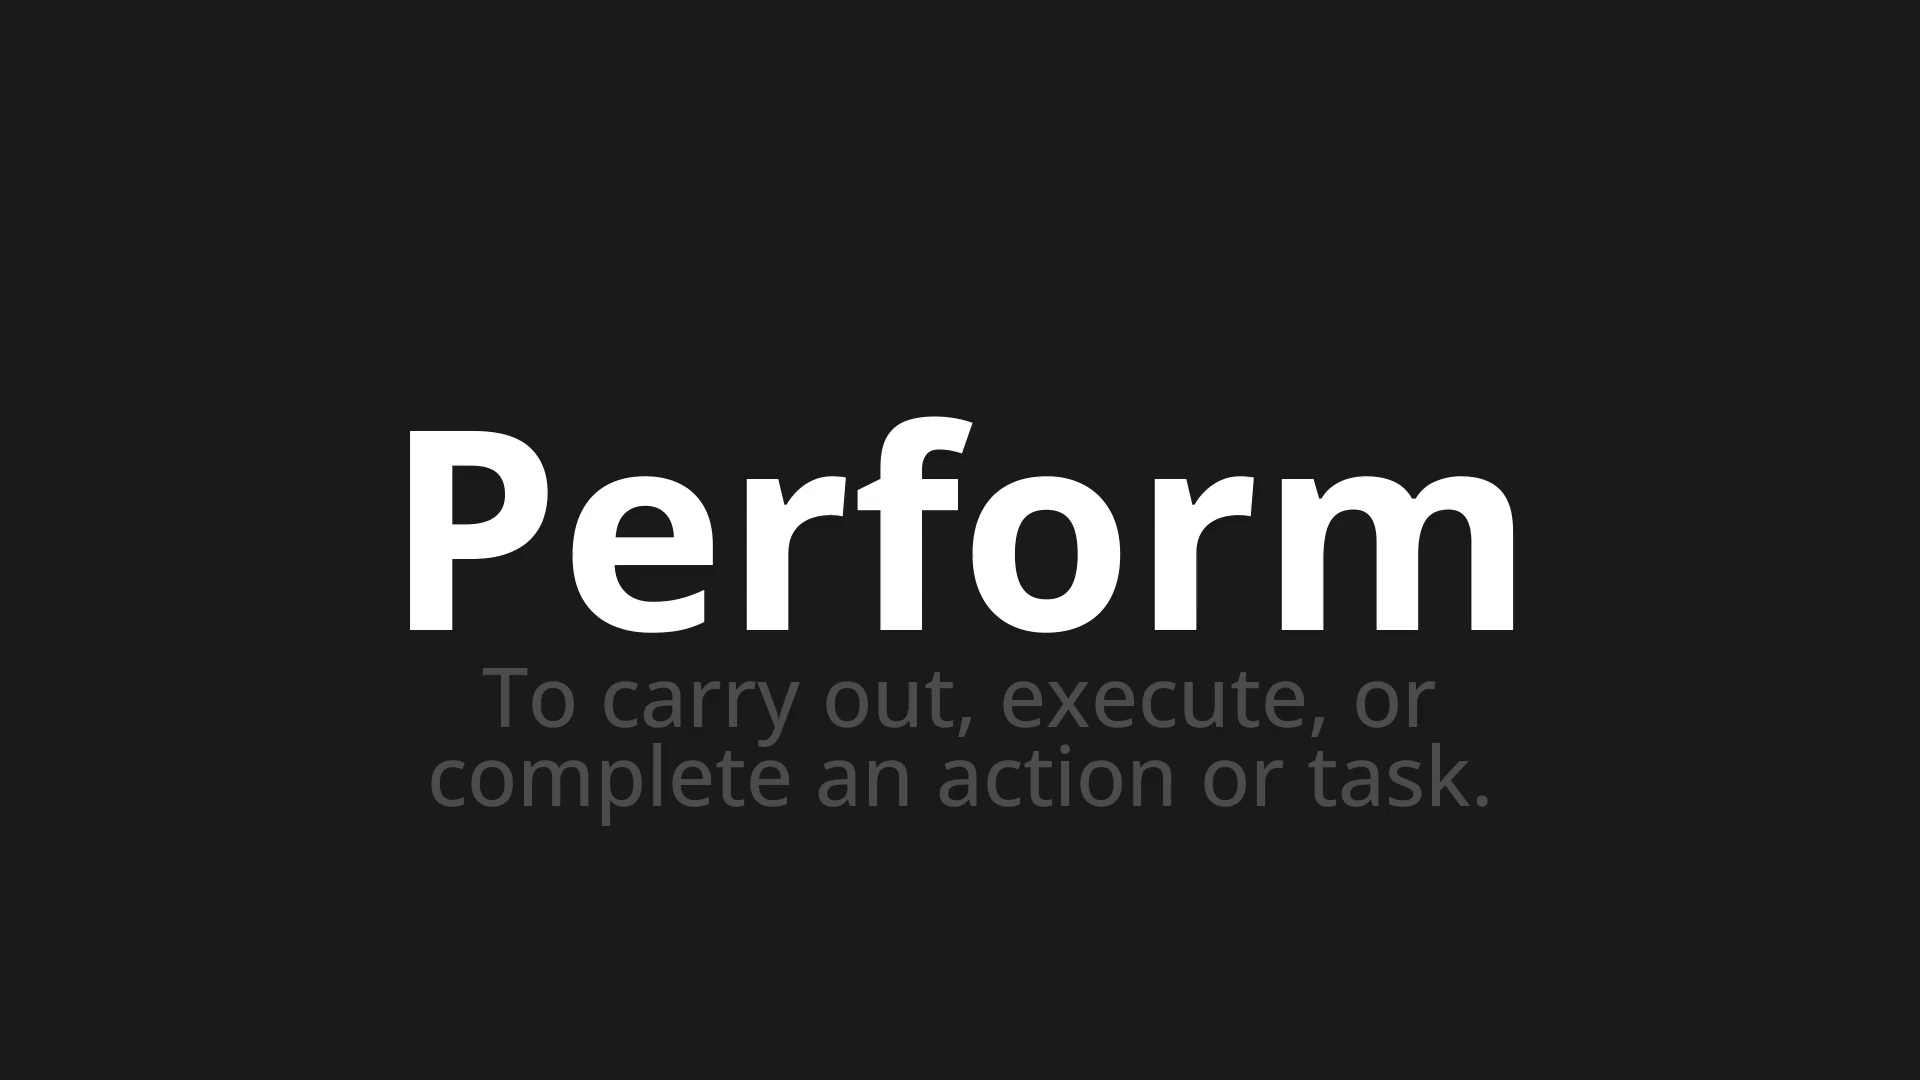 Perform
To carry out, execute, or
complete an action or task.